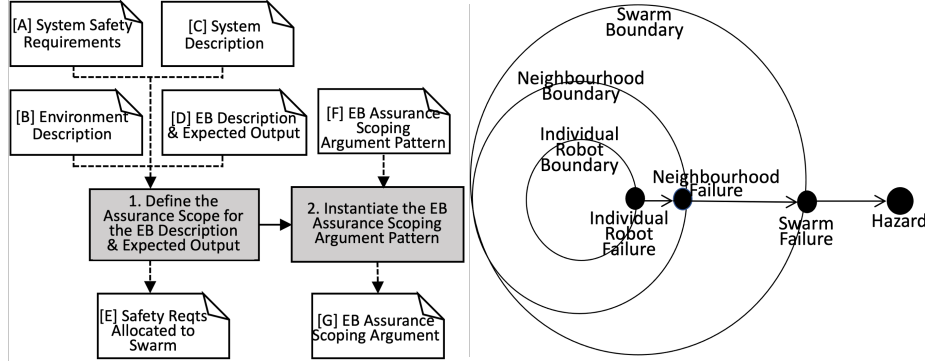 [A] System Safety
Requirements
[C] System
Description
[B] Environment
Description
[D] EB Description
& Expected Output
[F] EB Assurance
Scoping
Argument Pattern
1. Define the
Assurance Scope for
the EB Description
& Expected Output
2. Instantiate the EB
Assurance Scoping
Argument Pattern
[E] Safety Reqts
Allocated to
Swarm
[G] EB Assurance
Scoping Argument
Swarm
Boundary
Neighbourhood
Boundary
Individual
Robot
Boundary
Neighbourhood
Failure
Individual
Robot
Failure
Swarm
Failure
Hazard